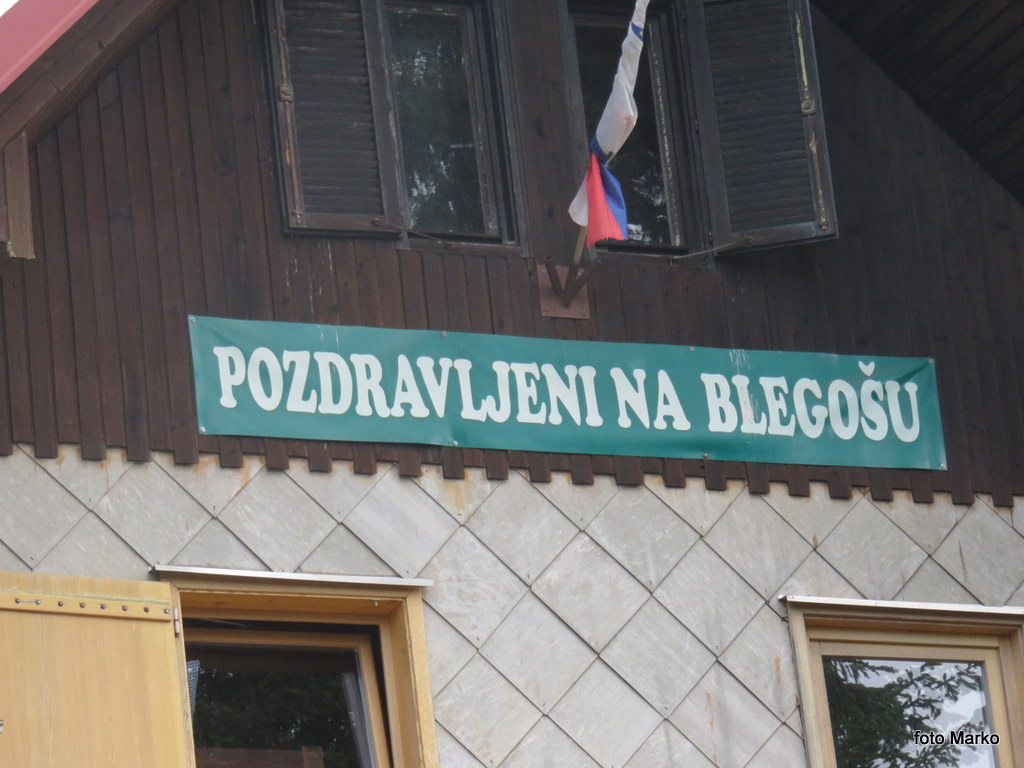 POZDRAVLJENI NA BLEGOŠU
foto Marko